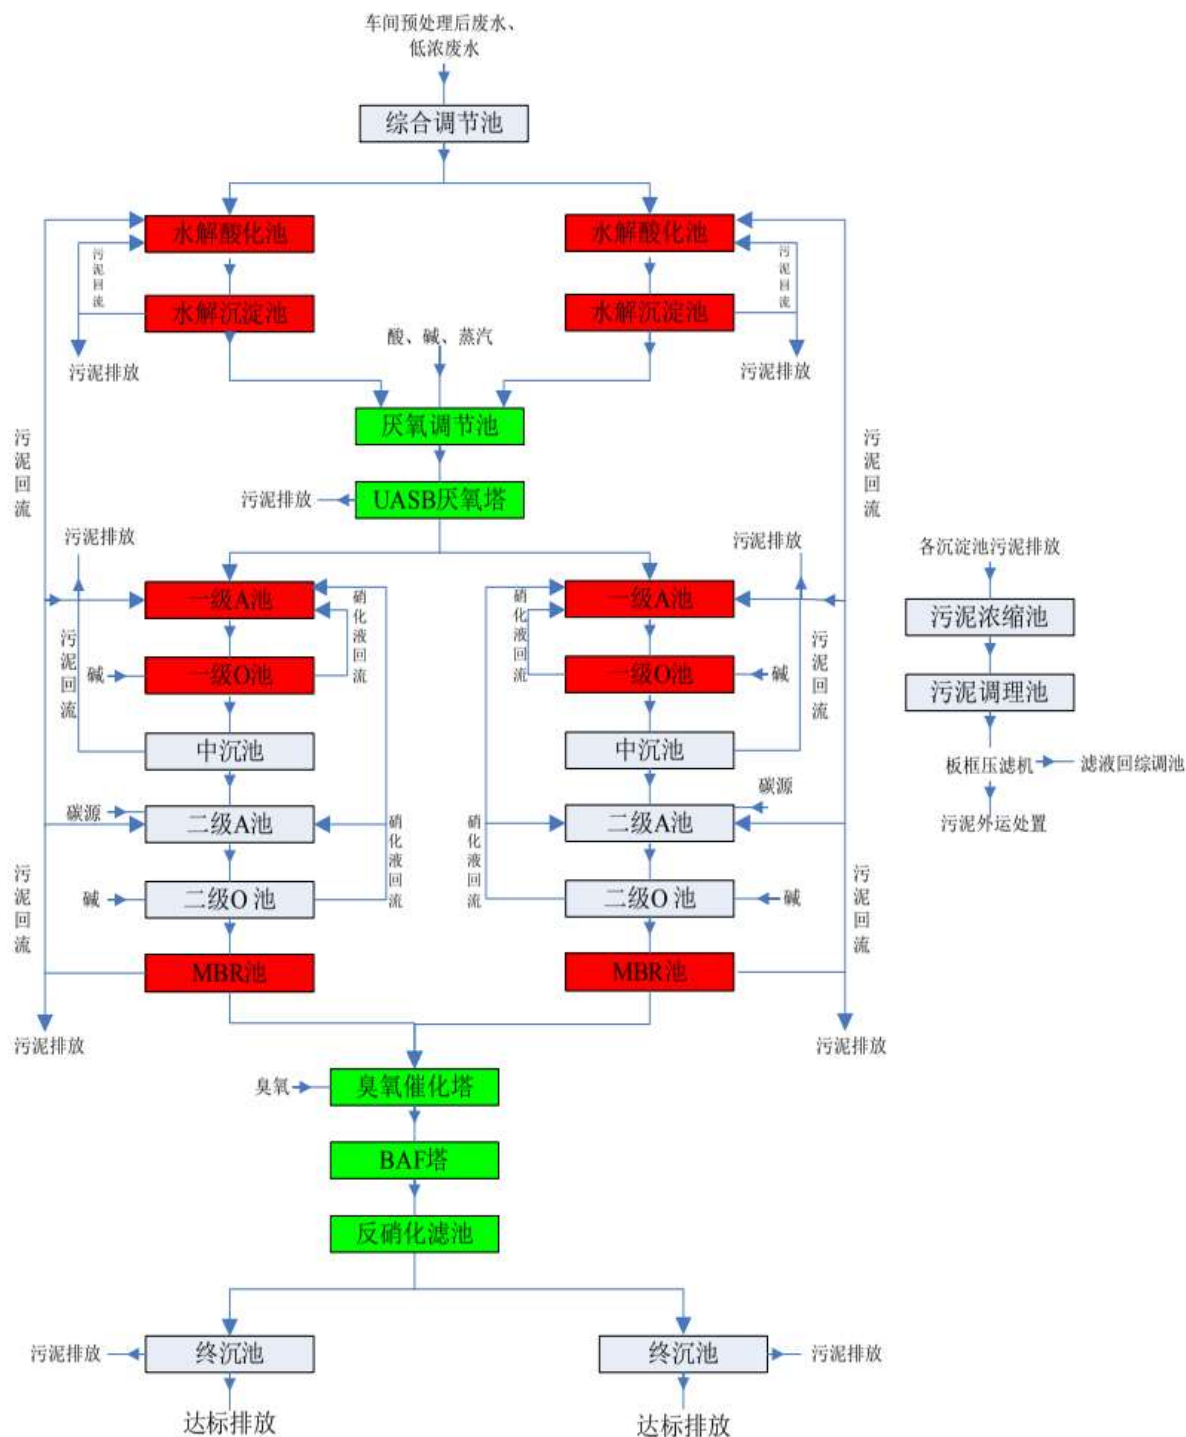 车间预处理后废水、
低浓废水
综合调节池
水解酸化池
水解酸化池
污泥回流
污泥回流
水解沉淀池
水解沉淀池
酸、碱、蒸汽
污泥排放
污泥排放
厌氧调节池
污泥回流
污泥回流
UASB厌氧塔
污泥排放
污泥排放
污泥排放
各沉淀池污泥排放
一级A池
硝化液回流
硝化液回流
一级A池
污泥浓缩池
污泥回流
污泥回流
碱
一级O池
一级O池
碱
污泥调理池
中沉池
中沉池
板框压滤机
滤液回综调池
碳源
碳源
二级A池
硝化液回流
硝化液回流
二级A池
污泥外运处置
污泥回流
污泥回流
碱
二级O 池
二级O 池
碱
MBR池
MBR池
污泥排放
污泥排放
臭氧
臭氧催化塔
BAF塔
反硝化滤池
污泥排放
终沉池
终沉池
污泥排放
达标排放
达标排放